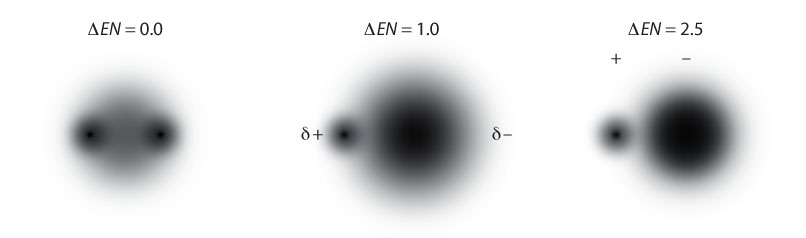 ΔEN = 0.0
ΔEN = 1.0
ΔEN = 2.5
+ −
δ+ δ−